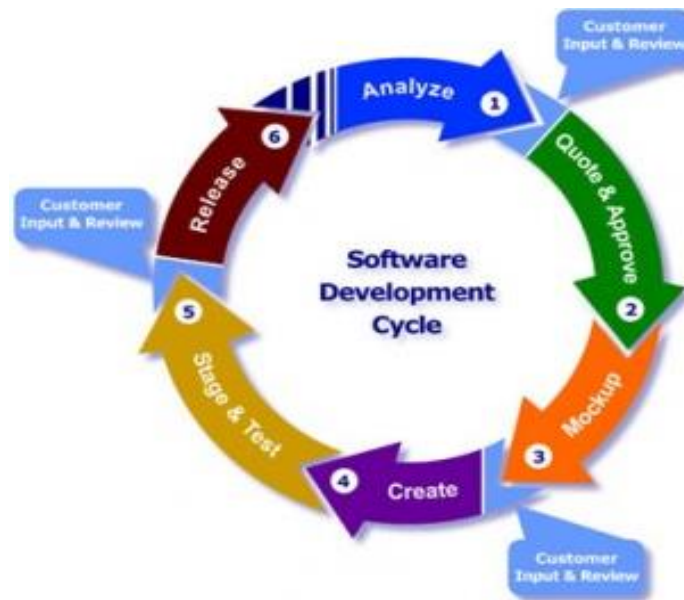 Customer
Input & Review
Analyze
1
Quote & Approve
2
Mockup
3
Customer
Input & Review
Create
4
Stage & Test
5
Customer
Input & Review
Release
6
Software
Development
Cycle